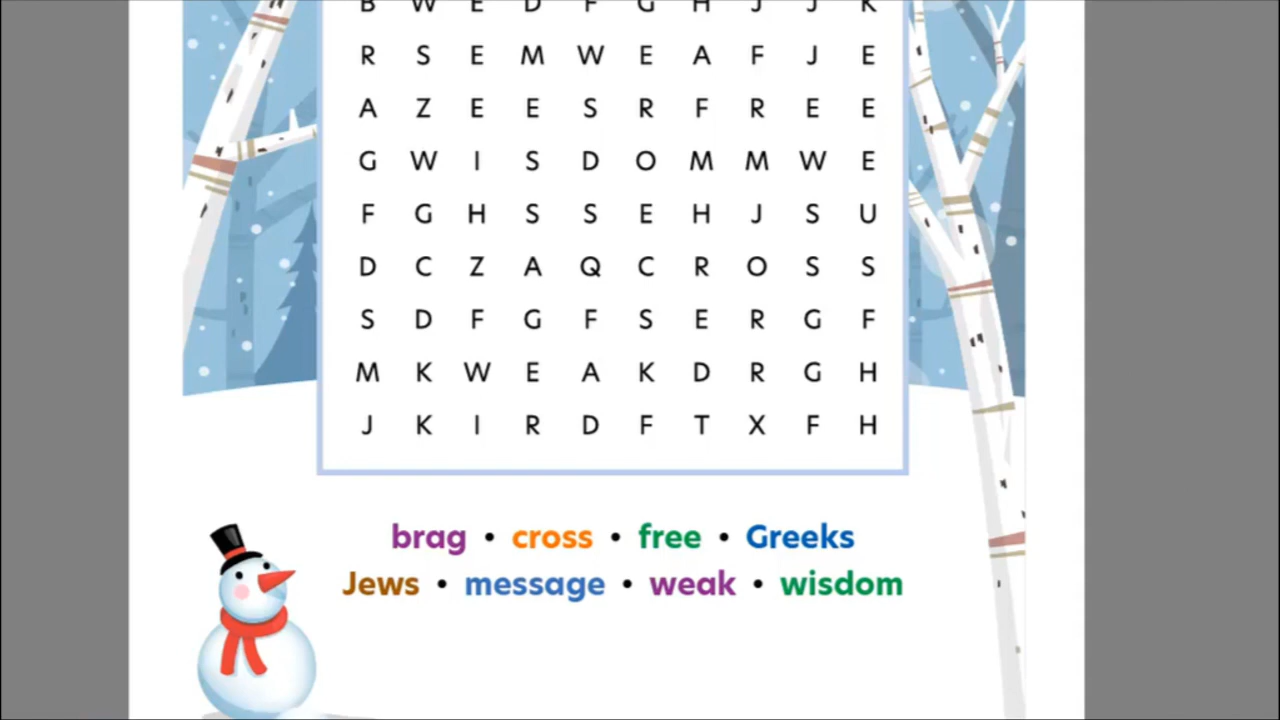 B W E D F G H J J K
R S E M W E A F J E
A Z E E S R F R E E
G W I S D O M M W E
F G H S S E H J S U
D C Z A Q C R O S S
S D F G F S E R G F
M K W E A K D R G H
J K I R D F T X F H
brag • cross • free • Greeks
Jews • message • weak • wisdom